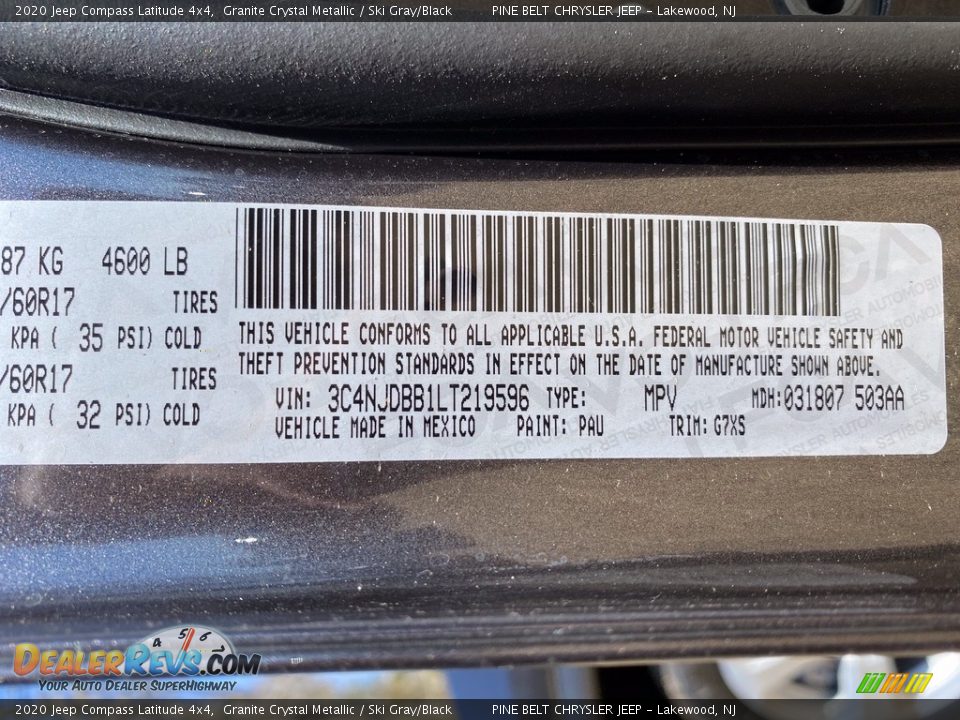 2020 Jeep Compass Latitude 4x4, Granite Crystal Metallic / Ski Gray/Black PINE BELT CHRYSLER JEEP - Lakewood, NJ
87 KG 4600 LB
/60R17 TIRES
KPA ( 35 PSI) COLD
/60R17 TIRES
KPA ( 32 PSI) COLD
THIS VEHICLE CONFORMS TO ALL APPLICABLE U.S.A. FEDERAL MOTOR VEHICLE SAFETY AND
THEFT PREVENTION STANDARDS IN EFFECT ON THE DATE OF MANUFACTURE SHOWN ABOVE.
VIN: 3C4NJDBB1LT219596 TYPE: MPV MDH:031807 503AA
VEHICLE MADE IN MEXICO PAINT: PAU TRIM: G7XS
4 5 6
DEALERREVS.COM
YOUR AUTO DEALER SUPERHIGHWAY
2020 Jeep Compass Latitude 4x4, Granite Crystal Metallic / Ski Gray/Black PINE BELT CHRYSLER JEEP - Lakewood, NJ